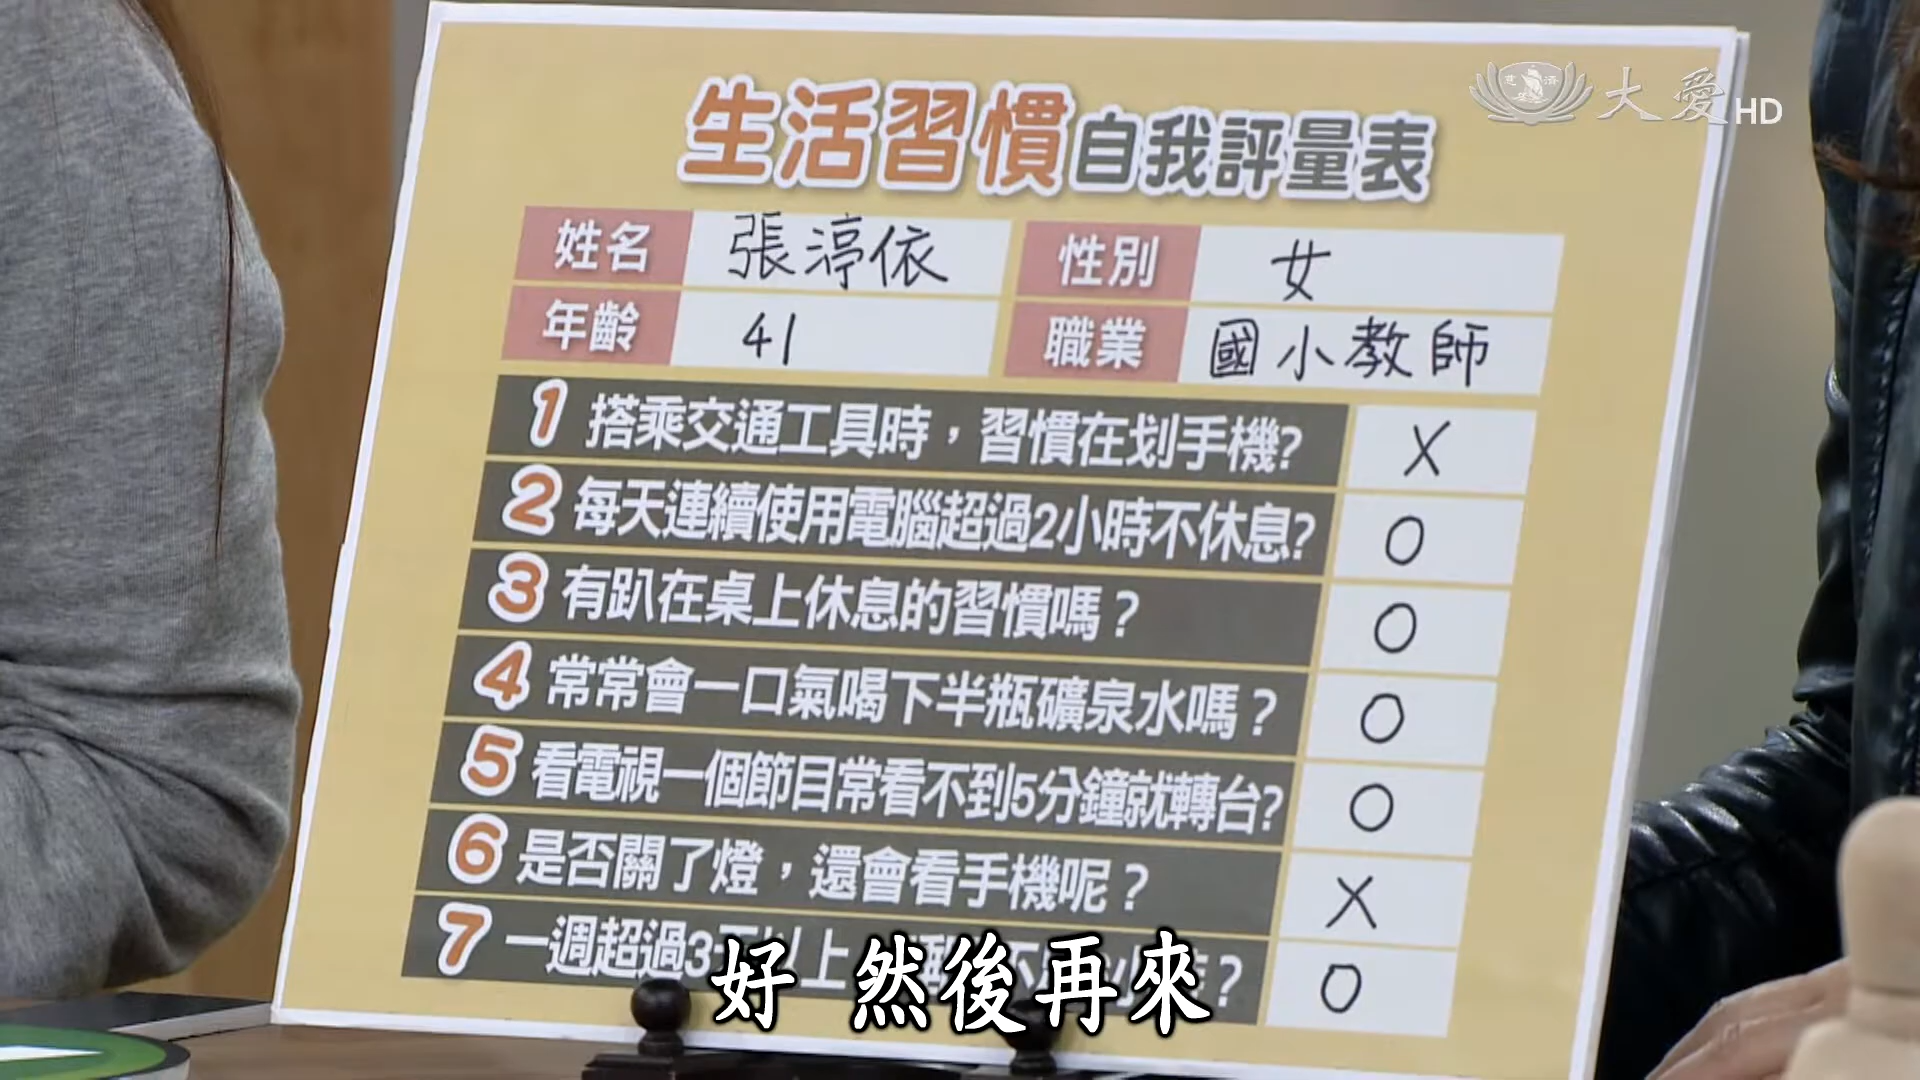 大愛HD
生活習慣自我評量表
姓名 張渟依 性別 女
年齡 41 職業 國小教師
1 搭乘交通工具時，習慣在划手機? X
2 每天連續使用電腦超過2小時不休息? O
3 有趴在桌上休息的習慣嗎？ O
4 常常會一口氣喝下半瓶礦泉水嗎？ O
5 看電視一個節目常看不到5分鐘就轉台? O
6 是否關了燈，還會看手機呢？ X
7 一週超過3 以上 不 ？ O
好 然後再來